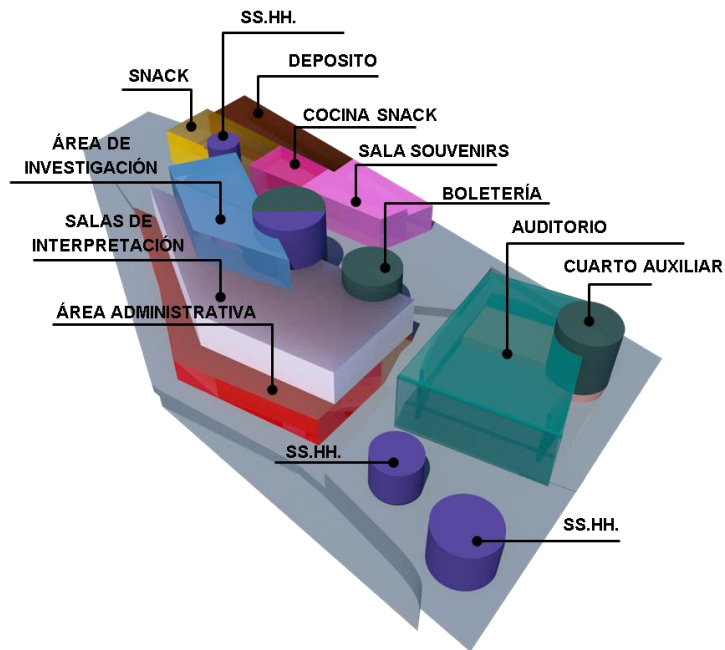 SS.HH.
DEPOSITO
SNACK
COCINA SNACK
ÁREA DE
INVESTIGACIÓN
SALA SOUVENIRS
BOLETERÍA
SALAS DE
INTERPRETACIÓN
AUDITORIO
CUARTO AUXILIAR
ÁREA ADMINISTRATIVA
SS.HH.
SS.HH.